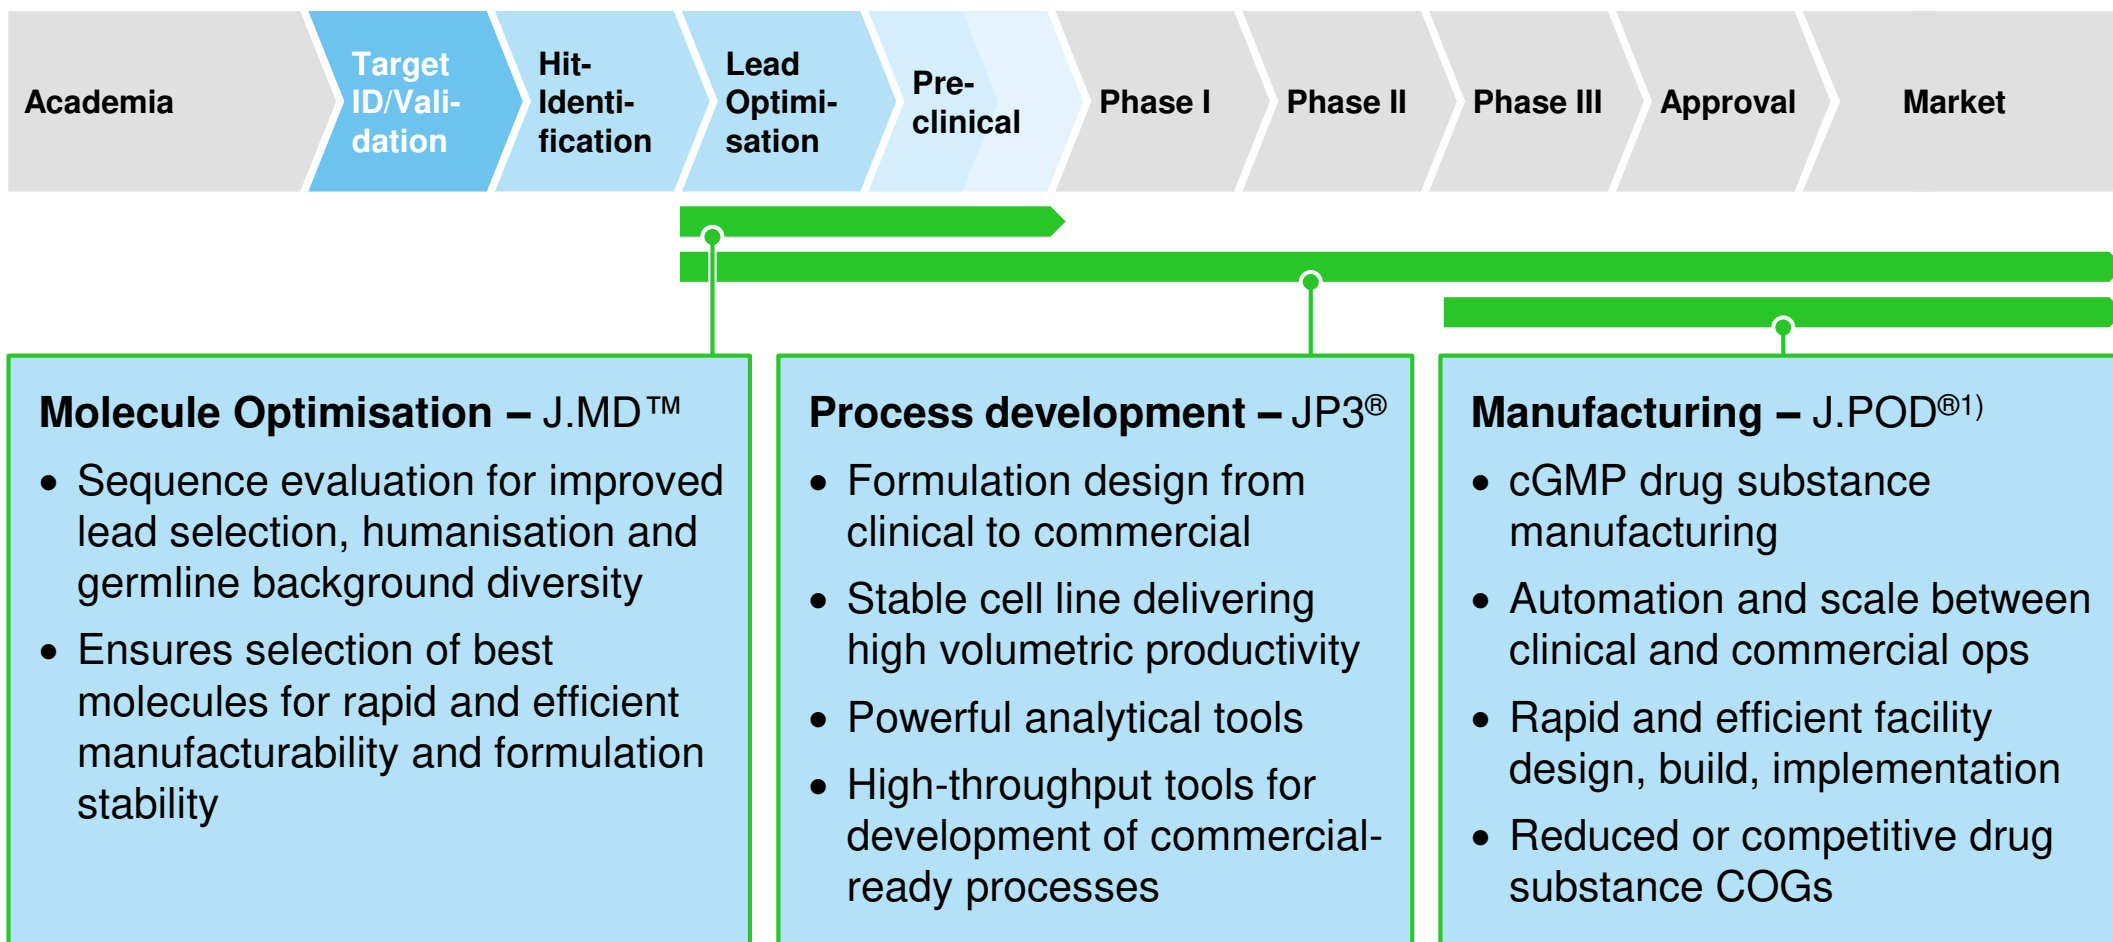 Academia
Target
ID/Vali-
dation
Hit-
Identi-
fication
Lead
Optimi-
sation
Pre-
clinical
Phase I
Phase II
Phase III
Approval
Market
Molecule Optimisation – J.MD™
• Sequence evaluation for improved
lead selection, humanisation and
germline background diversity
• Ensures selection of best
molecules for rapid and efficient
manufacturability and formulation
stability
Process development – JP3®
• Formulation design from
clinical to commercial
• Stable cell line delivering
high volumetric productivity
• Powerful analytical tools
• High-throughput tools for
development of commercial-
ready processes
Manufacturing – J.POD®1)
• cGMP drug substance
manufacturing
• Automation and scale between
clinical and commercial ops
• Rapid and efficient facility
design, build, implementation
• Reduced or competitive drug
substance COGs